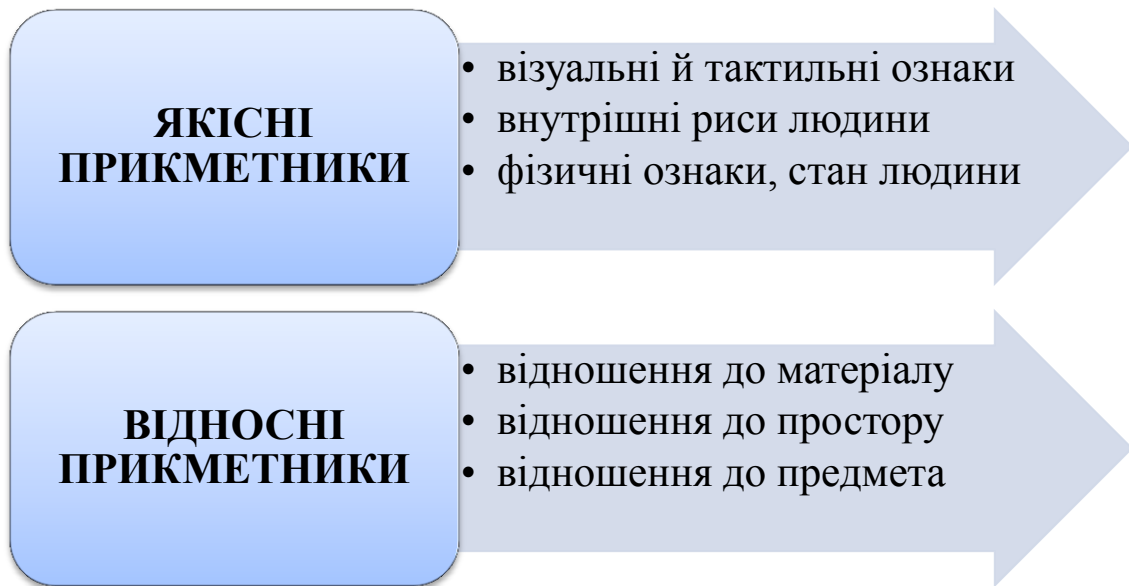 ЯКІСНІ
ПРИКМЕТНИКИ
• візуальні й тактильні ознаки
• внутрішні риси людини
• фізичні ознаки, стан людини
ВІДНОСНІ
ПРИКМЕТНИКИ
• відношення до матеріалу
• відношення до простору
• відношення до предмета